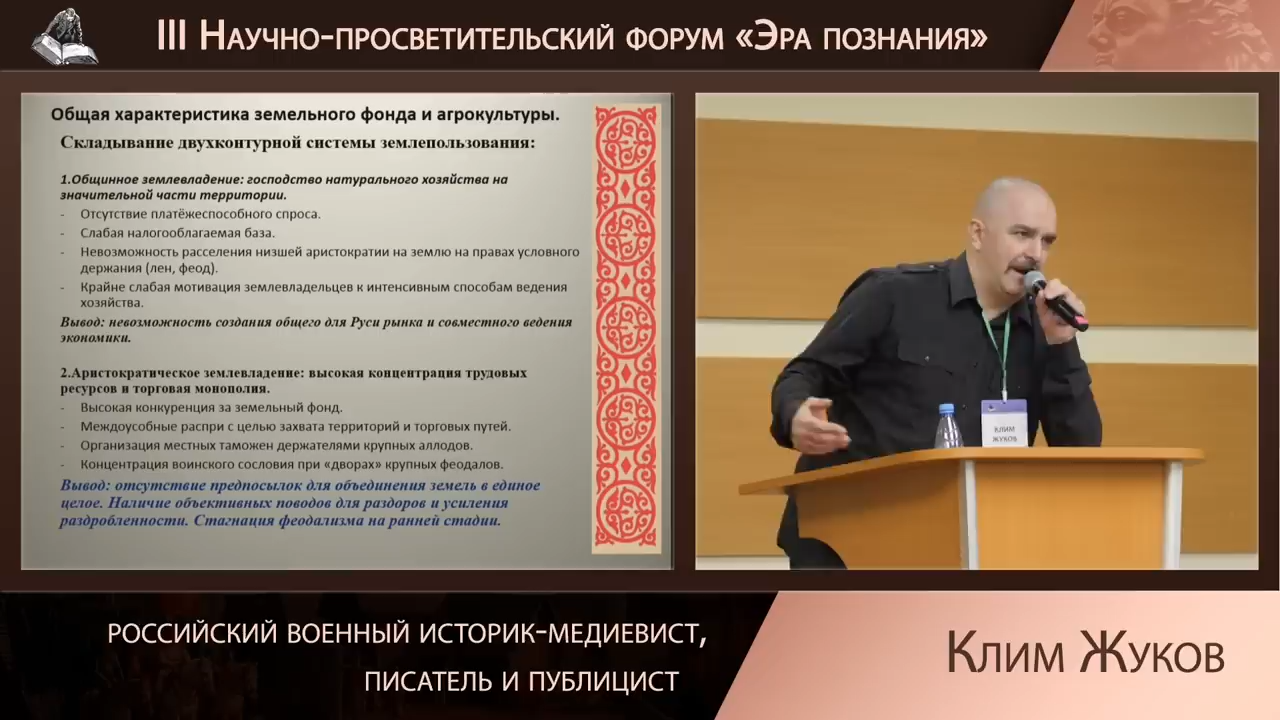 III Научно-просветительский форум «Эра познания»
Общая характеристика земельного фонда и агрокультуры.
Складывание двухконтурной системы землепользования:
1.Общинное землевладение: господство натурального хозяйства на
значительной части территории.
- Отсутствие платёжеспособного спроса.
- Слабая налогооблагаемая база.
- Невозможность расселения низшей аристократии на землю на правах условного
держания (лен, феод).
- Крайне слабая мотивация землевладельцев к интенсивным способам ведения
хозяйства.
Вывод: невозможность создания общего для Руси рынка и совместного ведения
экономики.
2.Аристократическое землевладение: высокая концентрация трудовых
ресурсов и торговая монополия.
- Высокая конкуренция за земельный фонд.
- Междоусобные распри с целью захвата территорий и торговых путей.
- Организация местных таможен держателями крупных аллодов.
- Концентрация воинского сословия при «дворах» крупных феодалов.
Вывод: отсутствие предпосылок для объединения земель в единое
целое. Наличие объективных поводов для раздоров и усиления
раздробленности. Стагнация феодализма на ранней стадии.
КЛИМ
ЖУКОВ
российский военный историк-медиевист,
писатель и публицист
Клим Жуков